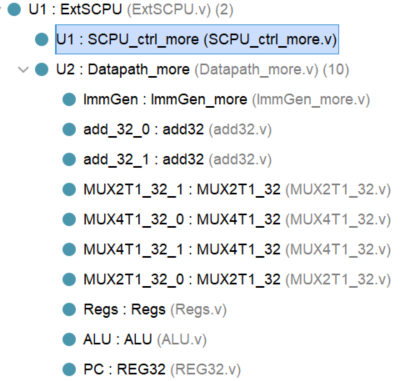 U1 : ExtSCPU (ExtSCPU.v) (2)
U1 : SCPU_ctrl_more (SCPU_ctrl_more.v)
U2 : Datapath_more (Datapath_more.v) (10)
ImmGen : ImmGen_more (ImmGen_more.v)
add_32_0 : add32 (add32.v)
add_32_1 : add32 (add32.v)
MUX2T1_32_1 : MUX2T1_32 (MUX2T1_32.v)
MUX4T1_32_0 : MUX4T1_32 (MUX4T1_32.v)
MUX4T1_32_1 : MUX4T1_32 (MUX4T1_32.v)
MUX2T1_32_0 : MUX2T1_32 (MUX2T1_32.v)
Regs : Regs (Regs.v)
ALU : ALU (ALU.v)
PC : REG32 (REG32.v)